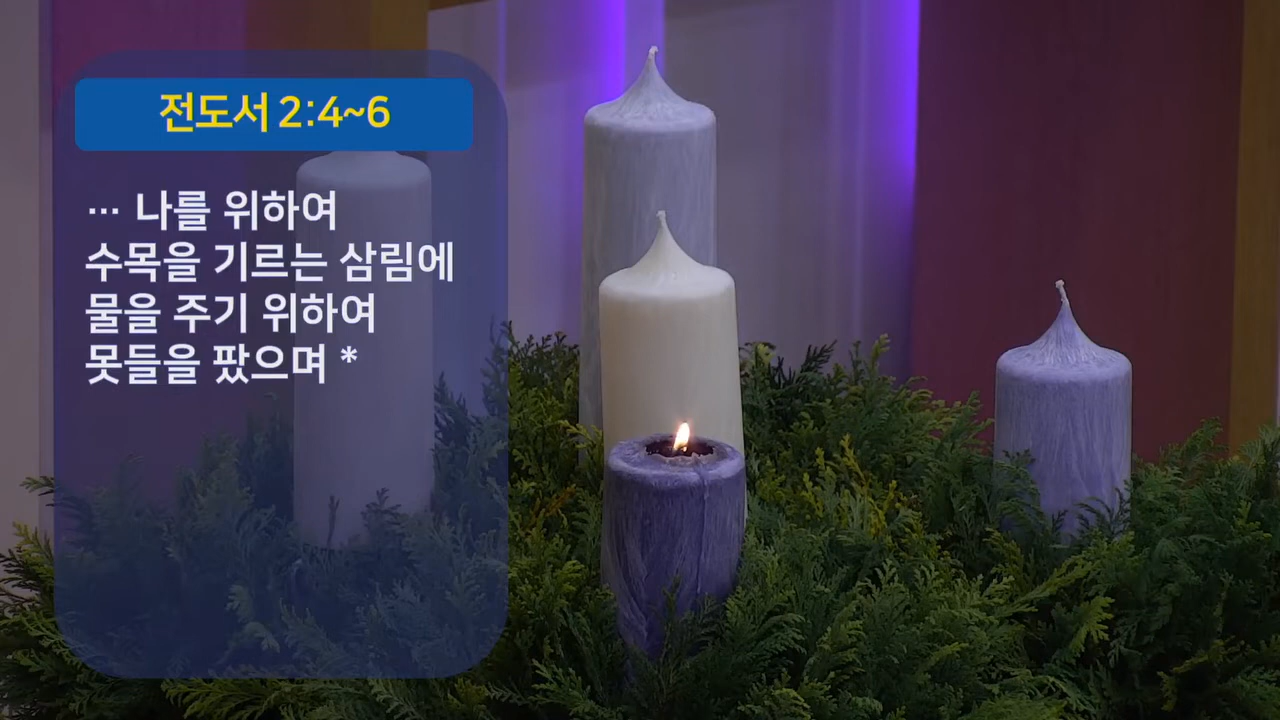 전도서 2:4~6
… 나를 위하여
수목을 기르는 삼림에
물을 주기 위하여
못들을 팠으며 *